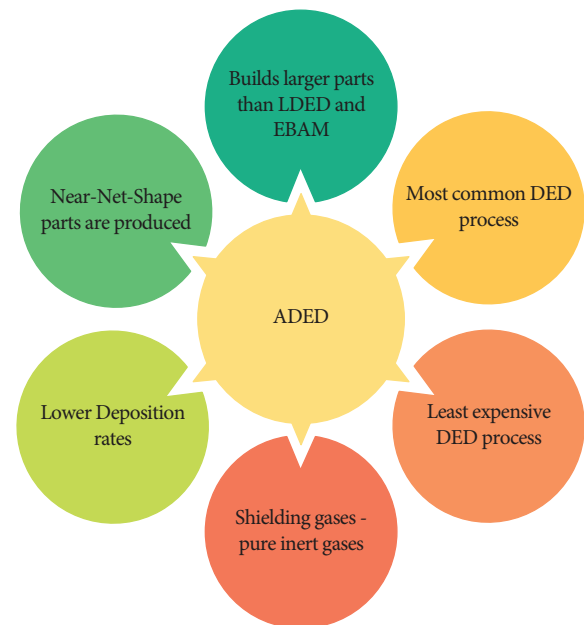 Builds larger parts
than LDED and
EBAM
Most common DED
process
Least expensive
DED process
Shielding gases -
pure inert gases
Lower Deposition
rates
Near-Net-Shape
parts are produced
ADED